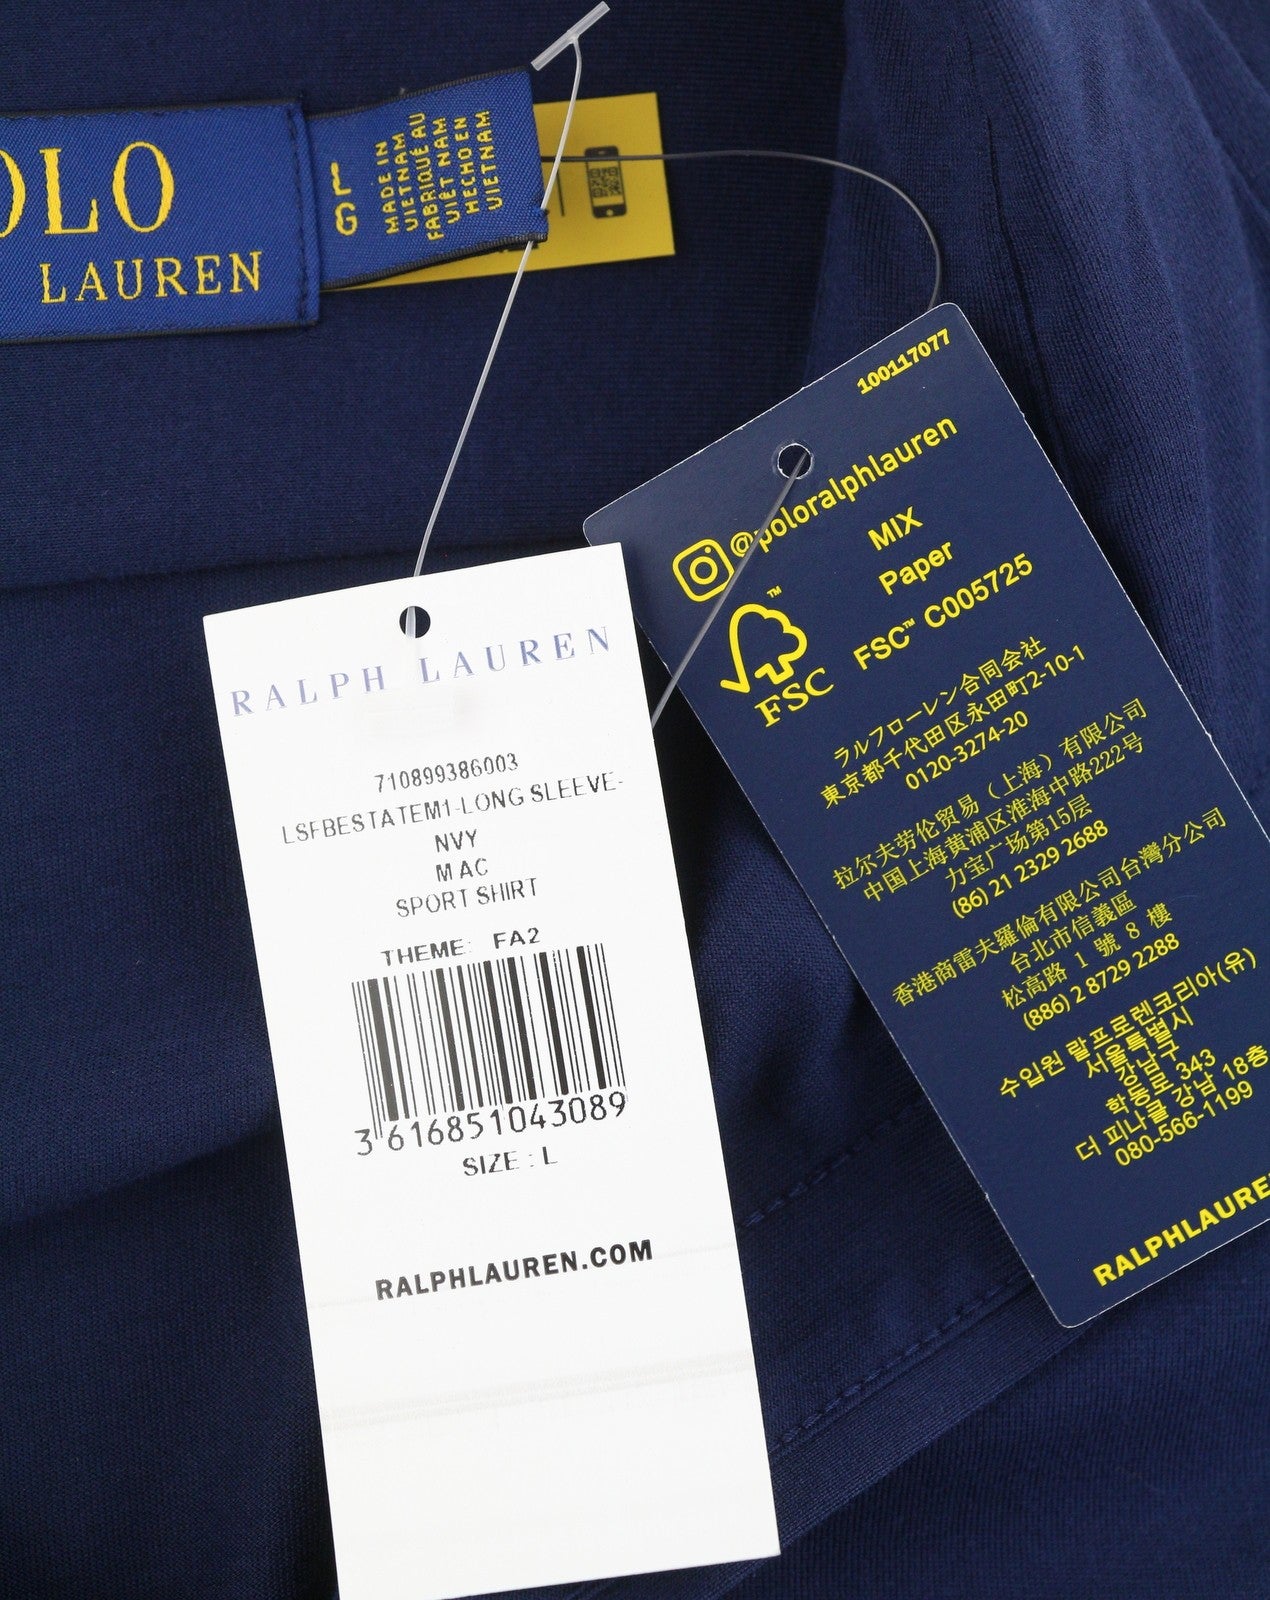 OLO
LAUREN
L
G
MADE IN
VIETNAM
FABRIQUÉ AU
VIÊT NAM
HECHO EN
VIETNAM
RALPH LAUREN
710899386003
LSFBESTATEM1-LONG SLEEVE-
NVY
MAC
SPORT SHIRT
THEME: FA2
3 616851 043089
SIZE : L
RALPHLAUREN.COM
100117077
@poloralphlauren
MIX
Paper
FSC™ C005725
FSC
ラルフローレン合同会社
東京都千代田区永田町2-10-1
0120-3274-20
拉尔夫劳伦贸易（上海）有限公司
中国上海黄浦区淮海中路222号
力宝广场第15层
(86) 21 2329 2688
香港商雷夫羅倫有限公司台灣分公司
台北市信義區
松高路 1 號 8 樓
(886) 2 8729 2288
수입원 랄프로렌코리아(유)
서울특별시
강남구
학동로 343
더 피나클 강남 18층
080-566-1199
RALPHLAURE